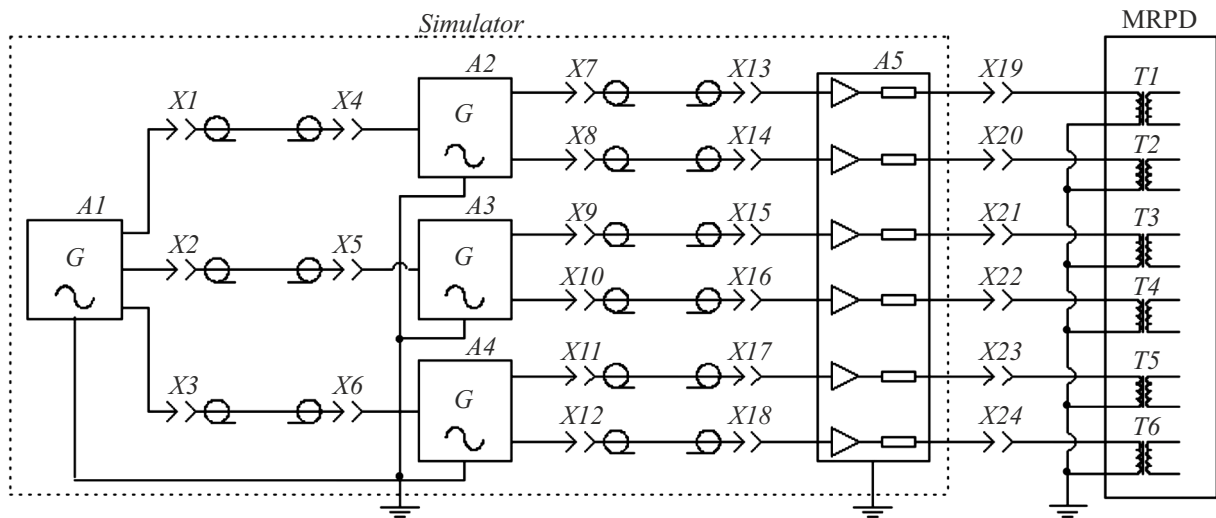 Simulator
MRPD
A2
X7
X13
A5
X19
T1
X1
X4
G
X8
X14
X20
T2
A1
A3
X9
X15
X21
T3
X2
X5
G
G
X10
X16
X22
T4
A4
X11
X17
X23
T5
X3
X6
G
X12
X18
X24
T6